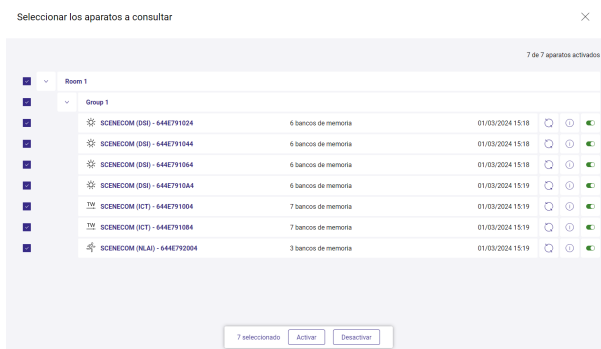 Seleccionar los aparatos a consultar
7 de 7 aparatos activados
Room 1
Group 1
SCENECOM (DSI) - 644E791024 6 bancos de memoria 01/03/2024 15:18
SCENECOM (DSI) - 644E791044 6 bancos de memoria 01/03/2024 15:18
SCENECOM (DSI) - 644E791064 6 bancos de memoria 01/03/2024 15:18
SCENECOM (DSI) - 644E7910A4 6 bancos de memoria 01/03/2024 15:19
TW SCENECOM (ICT) - 644E791004 7 bancos de memoria 01/03/2024 15:19
TW SCENECOM (ICT) - 644E791084 7 bancos de memoria 01/03/2024 15:19
SCENECOM (NLAI) - 644E792004 3 bancos de memoria 01/03/2024 15:19
7 seleccionado Activar Desactivar